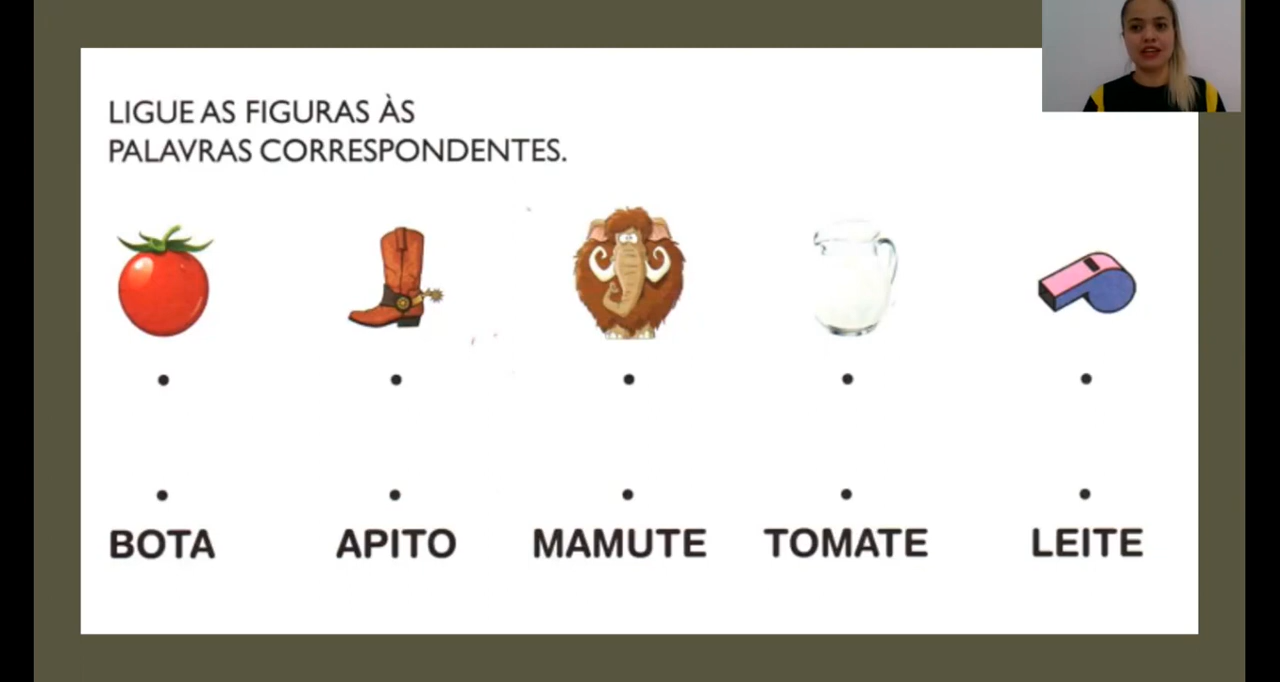 LIGUE AS FIGURAS ÀS
PALAVRAS CORRESPONDENTES.
BOTA APITO MAMUTE TOMATE LEITE